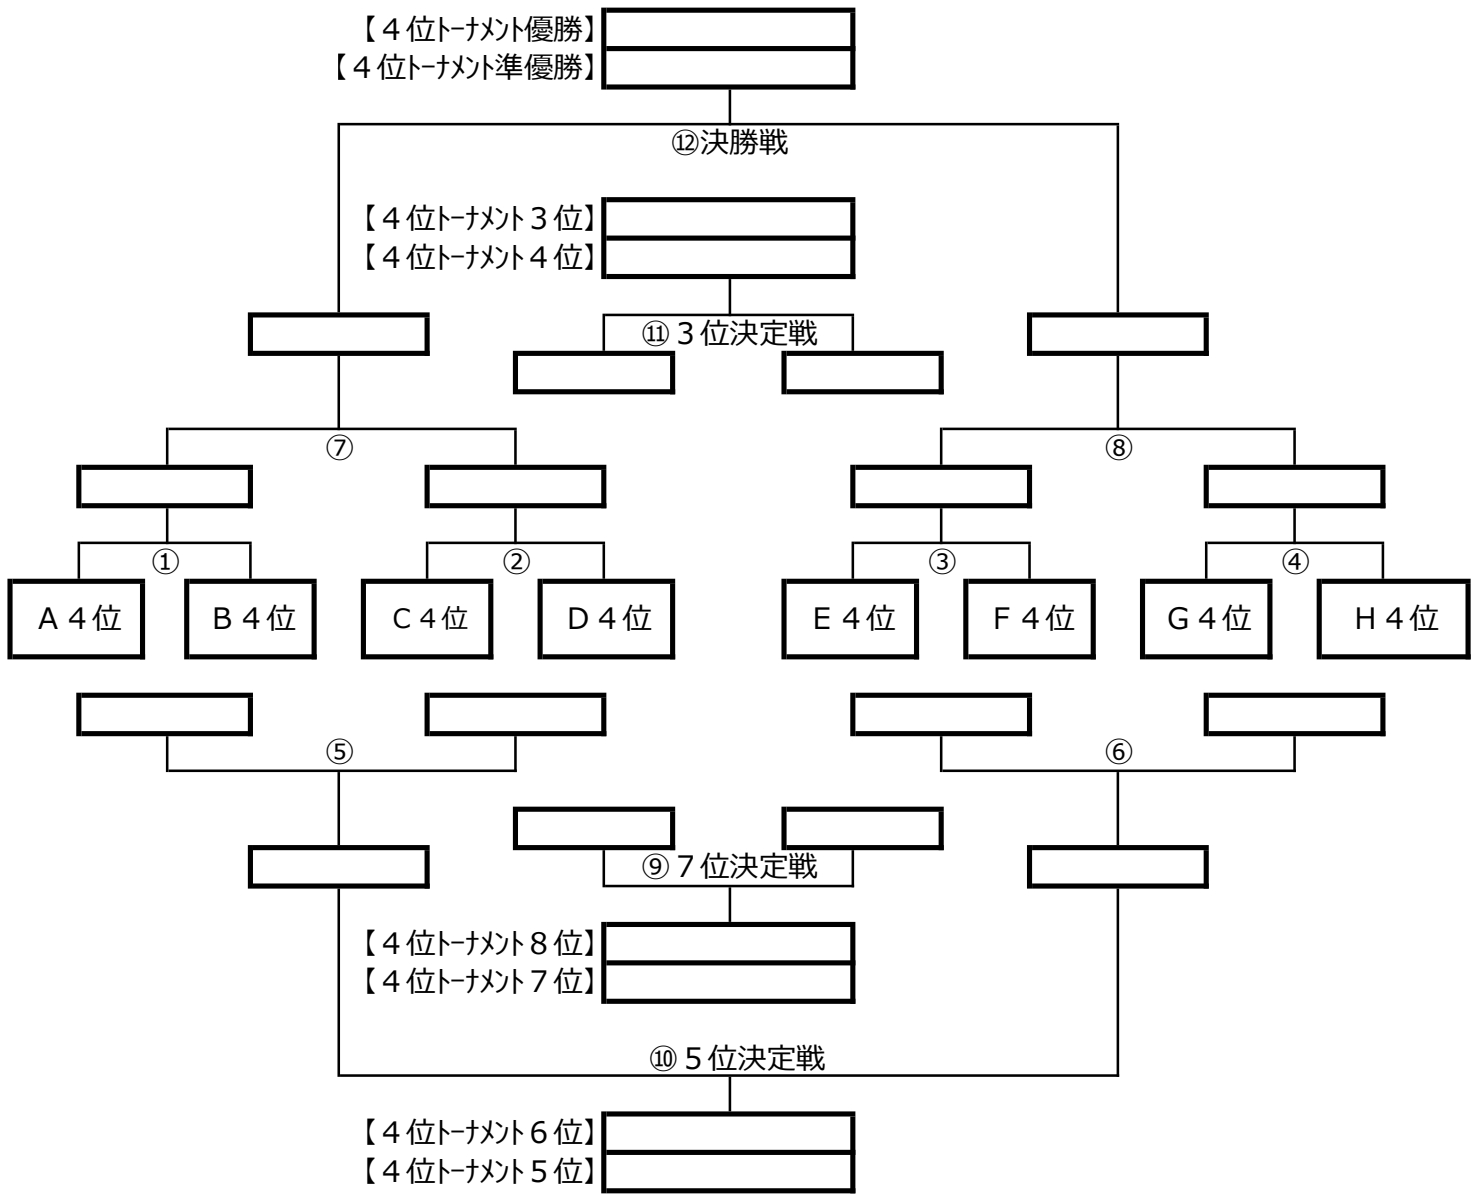 【４位ﾄｰﾅﾒﾝﾄ優勝】
【４位ﾄｰﾅﾒﾝﾄ準優勝】
⑫決勝戦
【４位ﾄｰﾅﾒﾝﾄ３位】
【４位ﾄｰﾅﾒﾝﾄ４位】
⑪３位決定戦
⑦ ⑧
① ② ③ ④
Ａ４位 Ｂ４位 Ｃ４位 Ｄ４位 Ｅ４位 Ｆ４位 Ｇ４位 Ｈ４位
⑤ ⑥
⑨７位決定戦
【４位ﾄｰﾅﾒﾝﾄ８位】
【４位ﾄｰﾅﾒﾝﾄ７位】
⑩５位決定戦
【４位ﾄｰﾅﾒﾝﾄ６位】
【４位ﾄｰﾅﾒﾝﾄ５位】